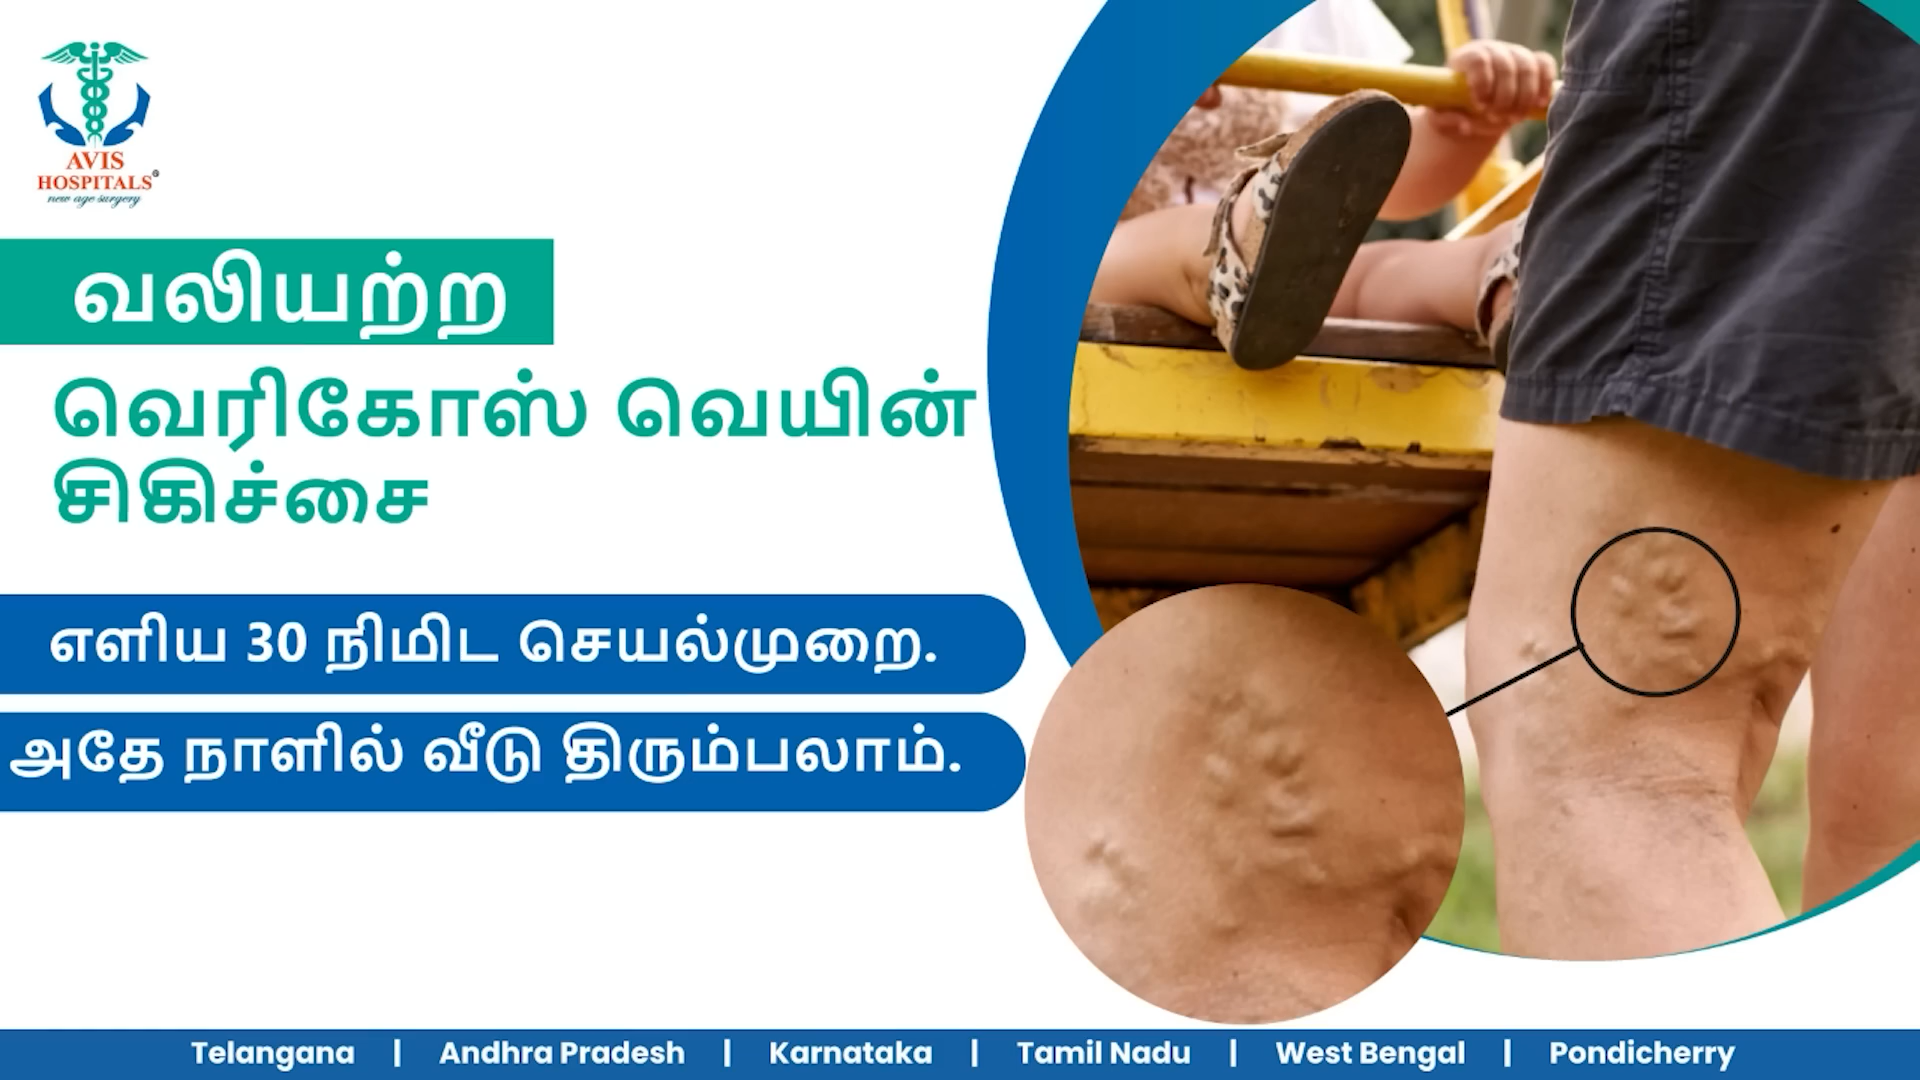 AVIS
HOSPITALS®
new age surgery
வலியற்ற
வெரிகோஸ் வெயின்
சிகிச்சை
எளிய 30 நிமிட செயல்முறை.
அதே நாளில் வீடு திரும்பலாம்.
Telangana | Andhra Pradesh | Karnataka | Tamil Nadu | West Bengal | Pondicherry